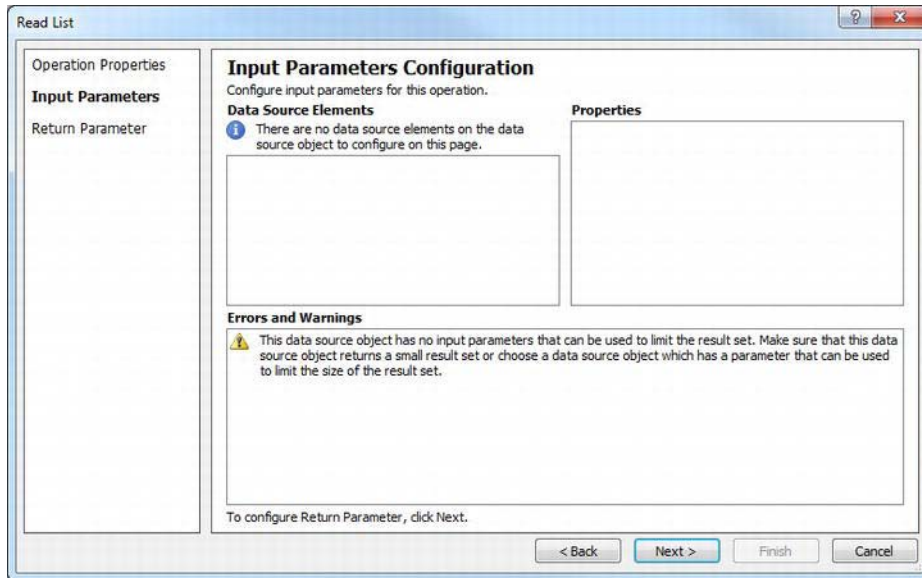 Read List
?
X
Operation Properties
Input Parameters
Return Parameter
Input Parameters Configuration
Configure input parameters for this operation.
Data Source Elements
There are no data source elements on the data
source object to configure on this page.
Properties
Errors and Warnings
This data source object has no input parameters that can be used to limit the result set. Make sure that this data
source object returns a small result set or choose a data source object which has a parameter that can be used
to limit the size of the result set.
To configure Return Parameter, click Next.
< Back
Next >
Finish
Cancel